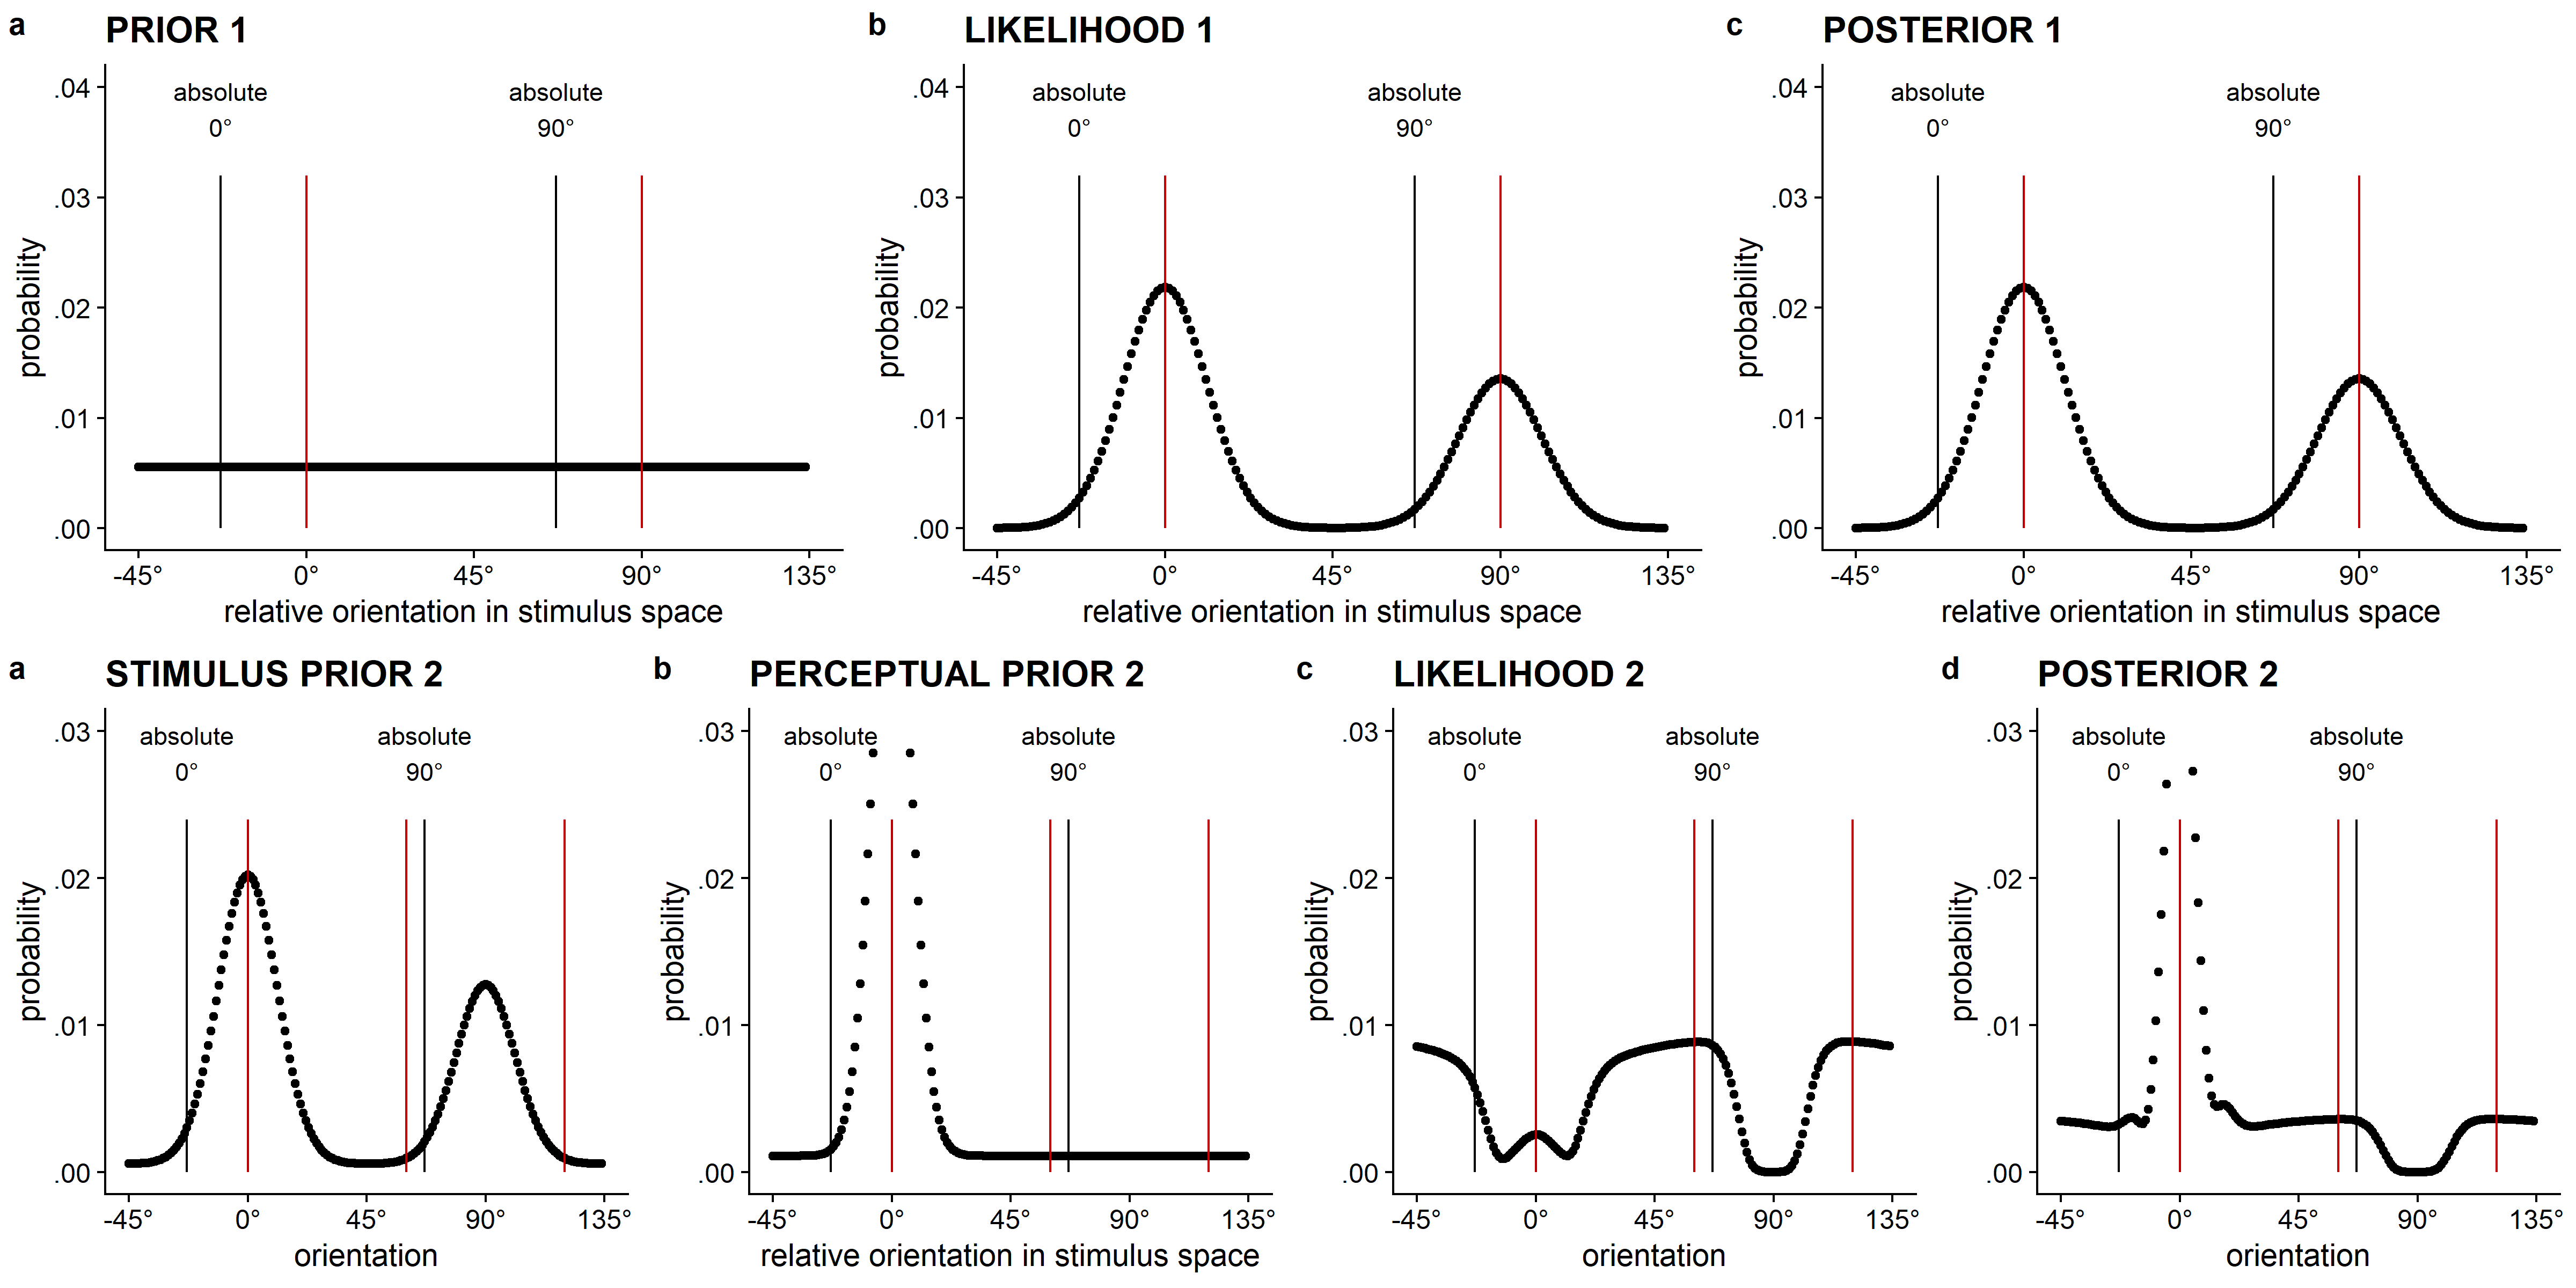 a PRIOR 1
absolute 0°
absolute 90°
.04
.03
.02
.01
.00
probability
-45° 0° 45° 90° 135°
relative orientation in stimulus space
b LIKELIHOOD 1
absolute 0°
absolute 90°
.04
.03
.02
.01
.00
probability
-45° 0° 45° 90° 135°
relative orientation in stimulus space
c POSTERIOR 1
absolute 0°
absolute 90°
.04
.03
.02
.01
.00
probability
-45° 0° 45° 90° 135°
relative orientation in stimulus space
a STIMULUS PRIOR 2
absolute 0°
absolute 90°
.03
.02
.01
.00
probability
-45° 0° 45° 90° 135°
orientation
b PERCEPTUAL PRIOR 2
absolute 0°
absolute 90°
.03
.02
.01
.00
probability
-45° 0° 45° 90° 135°
relative orientation in stimulus space
c LIKELIHOOD 2
absolute 0°
absolute 90°
.03
.02
.01
.00
probability
-45° 0° 45° 90° 135°
orientation
d POSTERIOR 2
absolute 0°
absolute 90°
.03
.02
.01
.00
probability
-45° 0° 45° 90° 135°
orientation